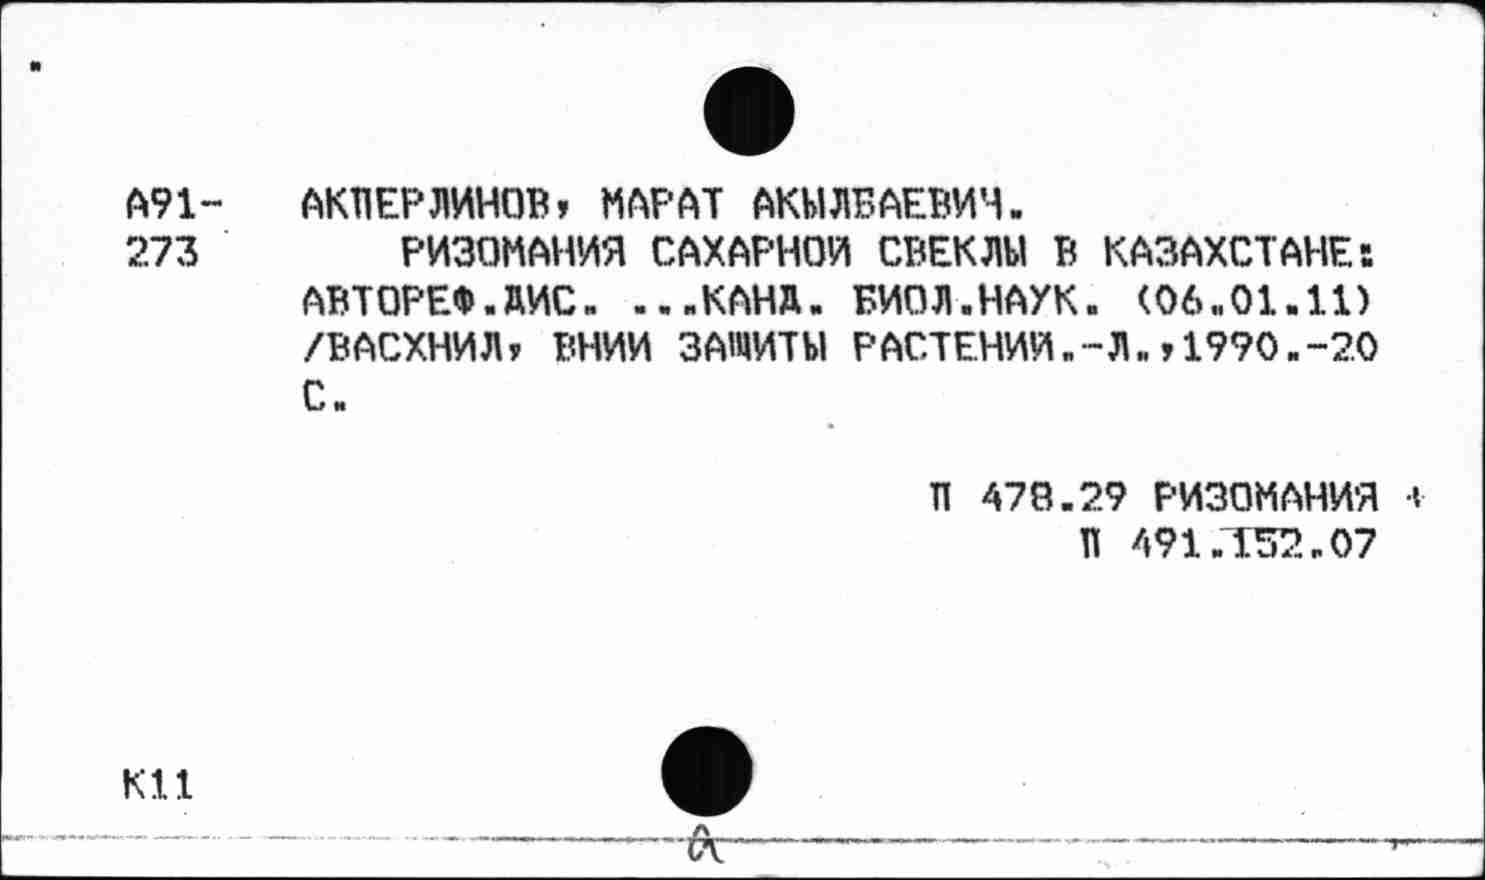 А91- АКПЕРЛИНОВ, МАРАТ АКЫЛБАЕВИЧ.
273 РИЗОМАНИЯ САХАРНОЙ СВЕКЛЫ В КАЗАХСТАНЕ:
АВТОРЕФ.ДИС. ...КАНД. БИОЛ.НАУК. (06.01.11)
/ВАСХНИЛ, ВНИИ ЗАЩИТЫ РАСТЕНИЙ.-Л.,1990.-20
С.
П 478.29 РИЗОМАНИЯ +
П 491.152.07
К11
а